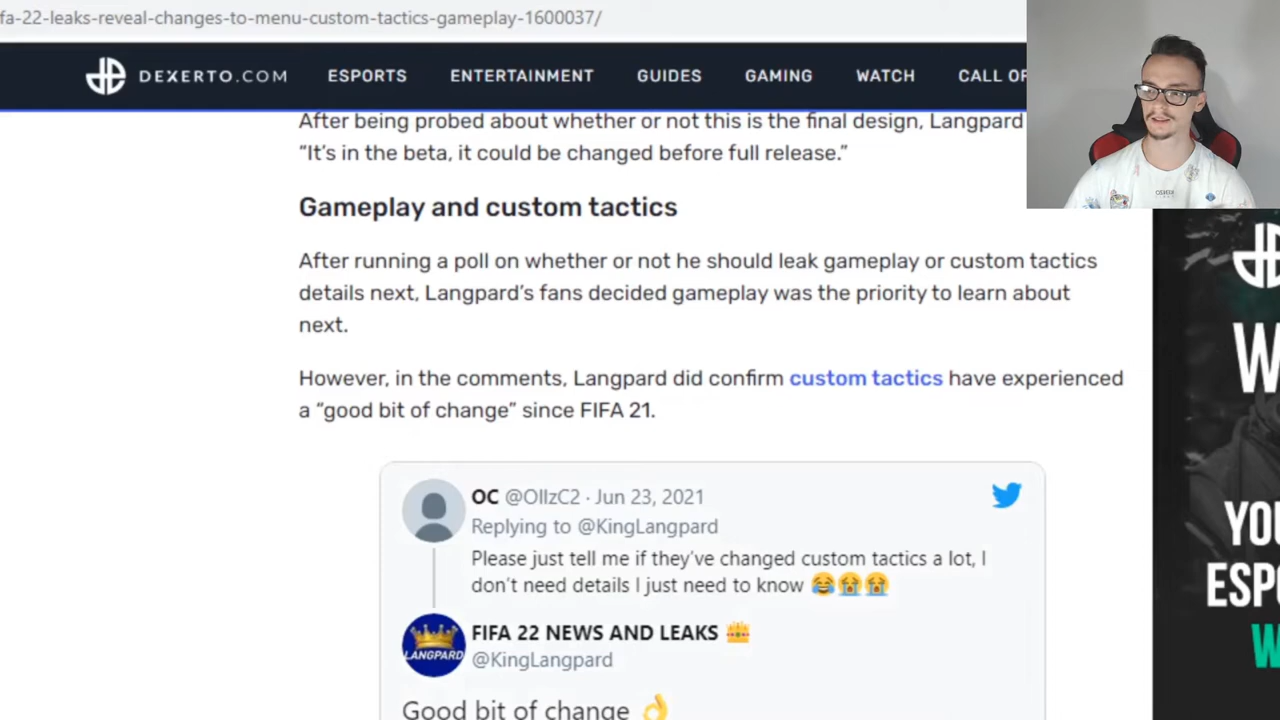 fa-22-leaks-reveal-changes-to-menu-custom-tactics-gameplay-1600037/
DEXERTO.COM ESPORTS ENTERTAINMENT GUIDES GAMING WATCH CALL OF
After being probed about whether or not this is the final design, Langpard
“It’s in the beta, it could be changed before full release.”
Gameplay and custom tactics
After running a poll on whether or not he should leak gameplay or custom tactics
details next, Langpard’s fans decided gameplay was the priority to learn about
next.
However, in the comments, Langpard did confirm custom tactics have experienced
a “good bit of change” since FIFA 21.
OC @OllzC2 · Jun 23, 2021
Replying to @KingLangpard
Please just tell me if they’ve changed custom tactics a lot, I
don’t need details I just need to know 😂😭😭
LANGPARD
FIFA 22 NEWS AND LEAKS 👑
@KingLangpard
Good bit of change 👌
W
YOU
ESPO
W